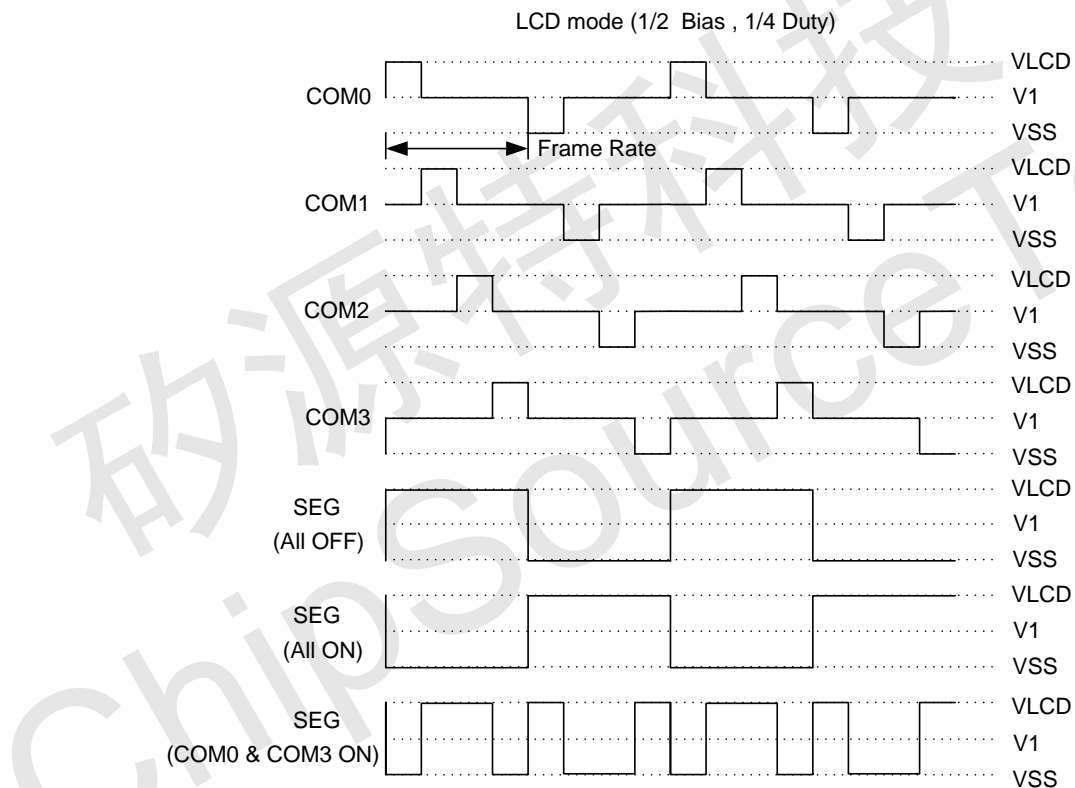 LCD mode (1/2 Bias , 1/4 Duty)
VLCD
COM0
V1
VSS
Frame Rate
VLCD
COM1
V1
VSS
VLCD
COM2
V1
VSS
VLCD
COM3
V1
VSS
VLCD
SEG
(All OFF)
V1
VSS
VLCD
SEG
(All ON)
V1
VSS
VLCD
SEG
(COM0 & COM3 ON)
V1
VSS
矽源特科技
ChipSourceT